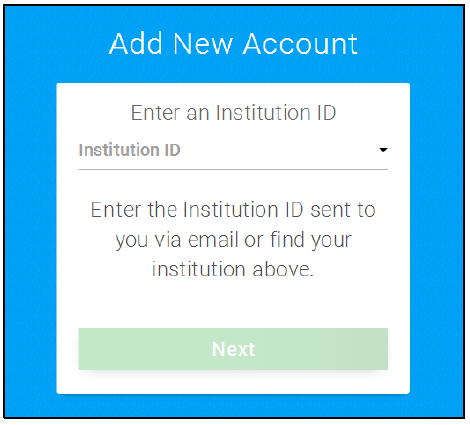 Add New Account
Enter an Institution ID
Institution ID
Enter the Institution ID sent to
you via email or find your
institution above.
Next